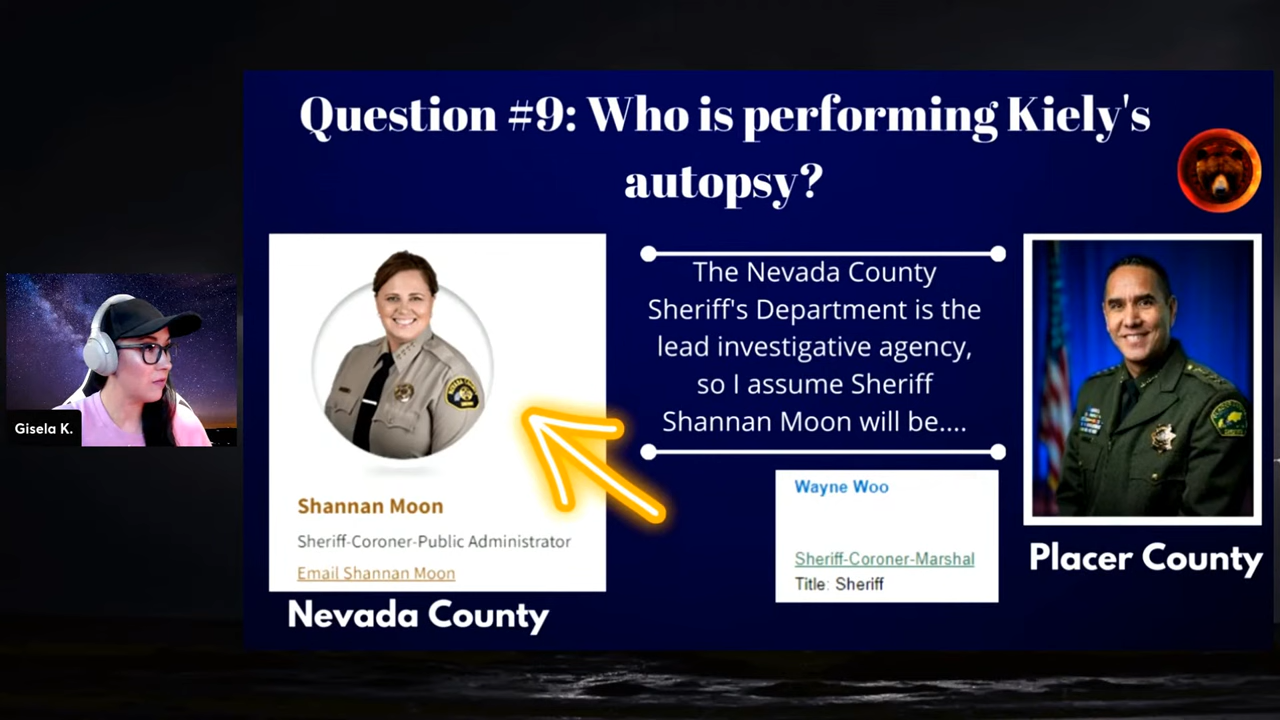 Question #9: Who is performing Kiely's
autopsy?
The Nevada County
Sheriff's Department is the
lead investigative agency,
so I assume Sheriff
Shannan Moon will be....
Gisela K.
Shannan Moon
Sheriff-Coroner-Public Administrator
Email Shannan Moon
Nevada County
Wayne Woo
Sheriff-Coroner-Marshal
Title: Sheriff
Placer County